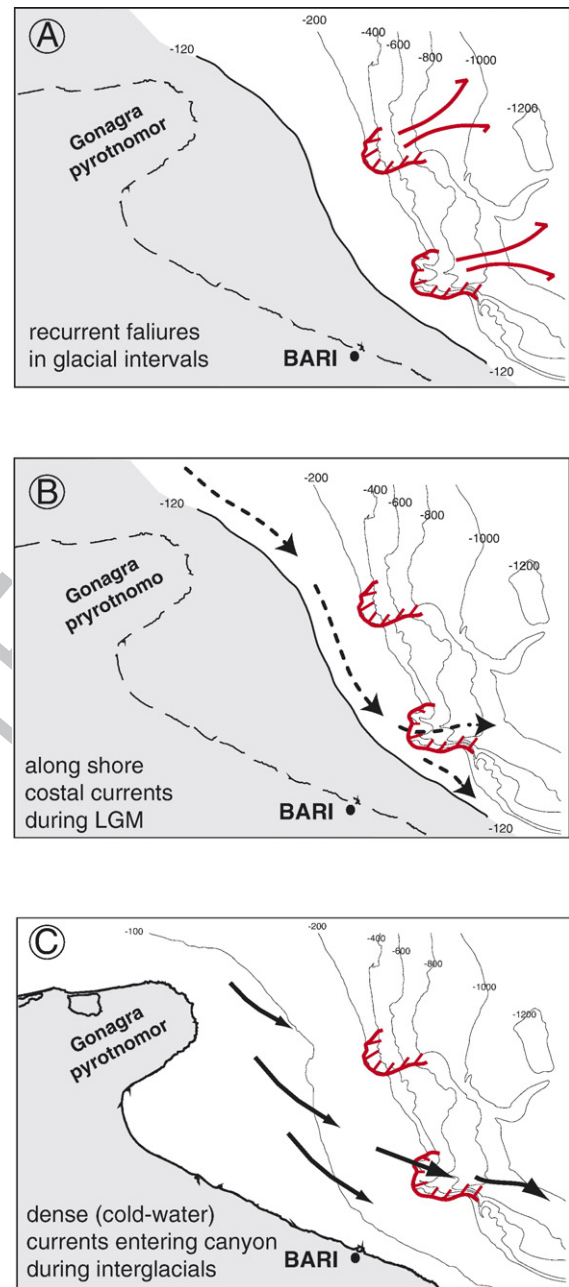 A
-120
-200
-400
-600
-800
-1000
-1200
Gonagra
pyrotnomor
recurrent faliures
in glacial intervals
BARI
-120
B
-120
-200
-400
-600
-800
-1000
-1200
Gonagra
pryrotnomo
along shore
costal currents
during LGM
BARI
-120
C
-100
-200
-400
-600
-800
-1000
-1200
Gonagra
pyrotnomor
dense (cold-water)
currents entering canyon
during interglacials
BARI